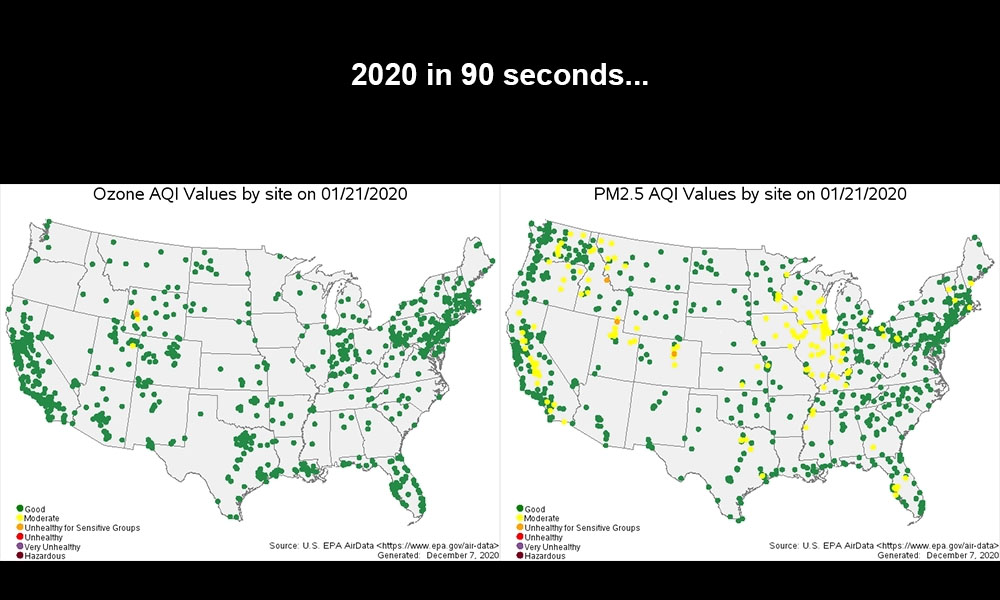 2020 in 90 seconds...
Ozone AQI Values by site on 01/21/2020
Good
Moderate
Unhealthy for Sensitive Groups
Unhealthy
Very Unhealthy
Hazardous
Source: U.S. EPA AirData <https://www.epa.gov/air-data>
Generated: December 7, 2020
PM2.5 AQI Values by site on 01/21/2020
Good
Moderate
Unhealthy for Sensitive Groups
Unhealthy
Very Unhealthy
Hazardous
Source: U.S. EPA AirData <https://www.epa.gov/air-data>
Generated: December 7, 2020